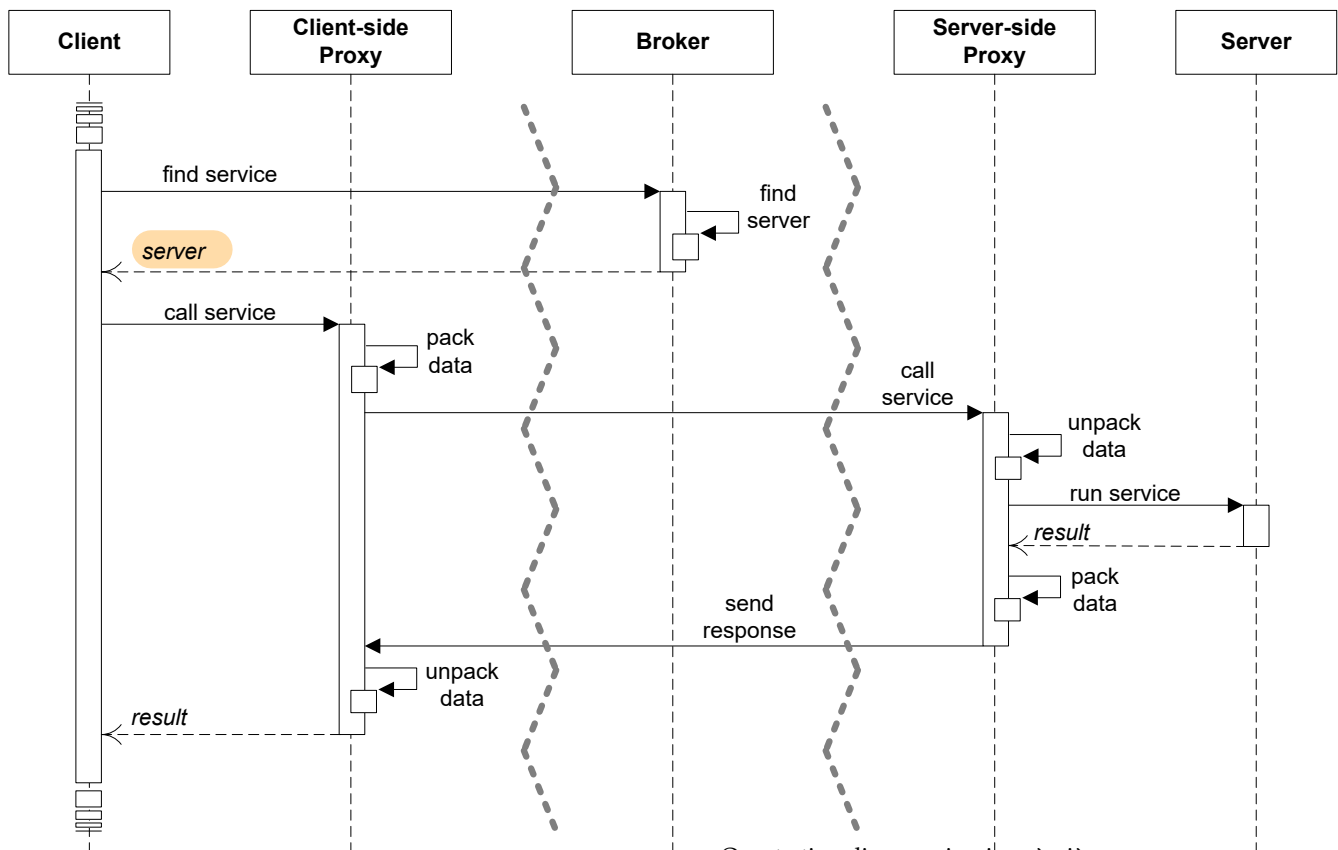 Client
Client-side
Proxy
Broker
Server-side
Proxy
Server
find service
find
server
server
call service
pack
data
call
service
unpack
data
run service
result
pack
data
send
response
unpack
data
result